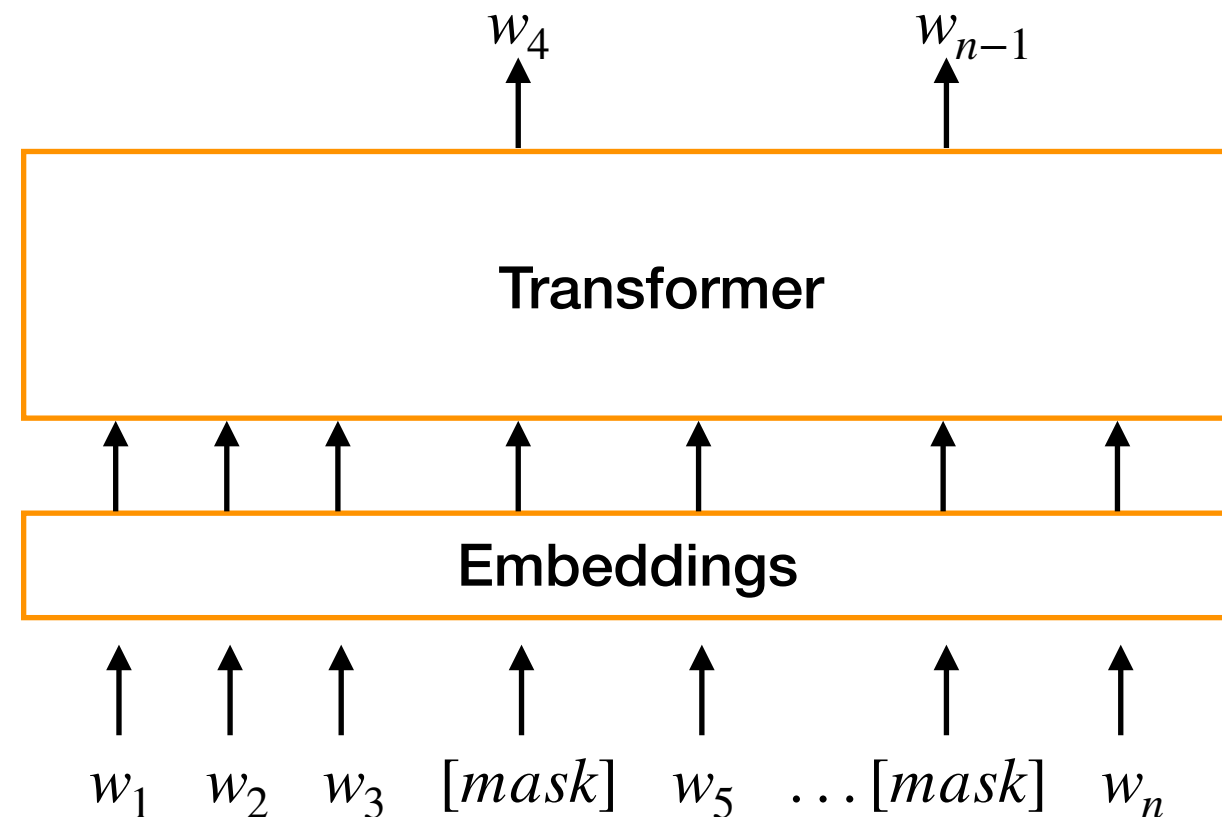 w₄ wₙ₋₁
Transformer
Embeddings
w₁ w₂ w₃ [mask] w₅ ... [mask] wₙ